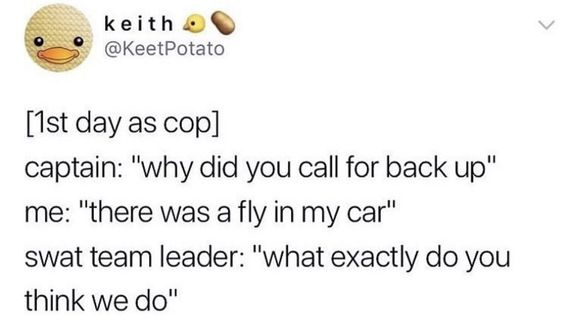 keith 🐤🥔
@KeetPotato
[1st day as cop]
captain: "why did you call for back up"
me: "there was a fly in my car"
swat team leader: "what exactly do you
think we do"